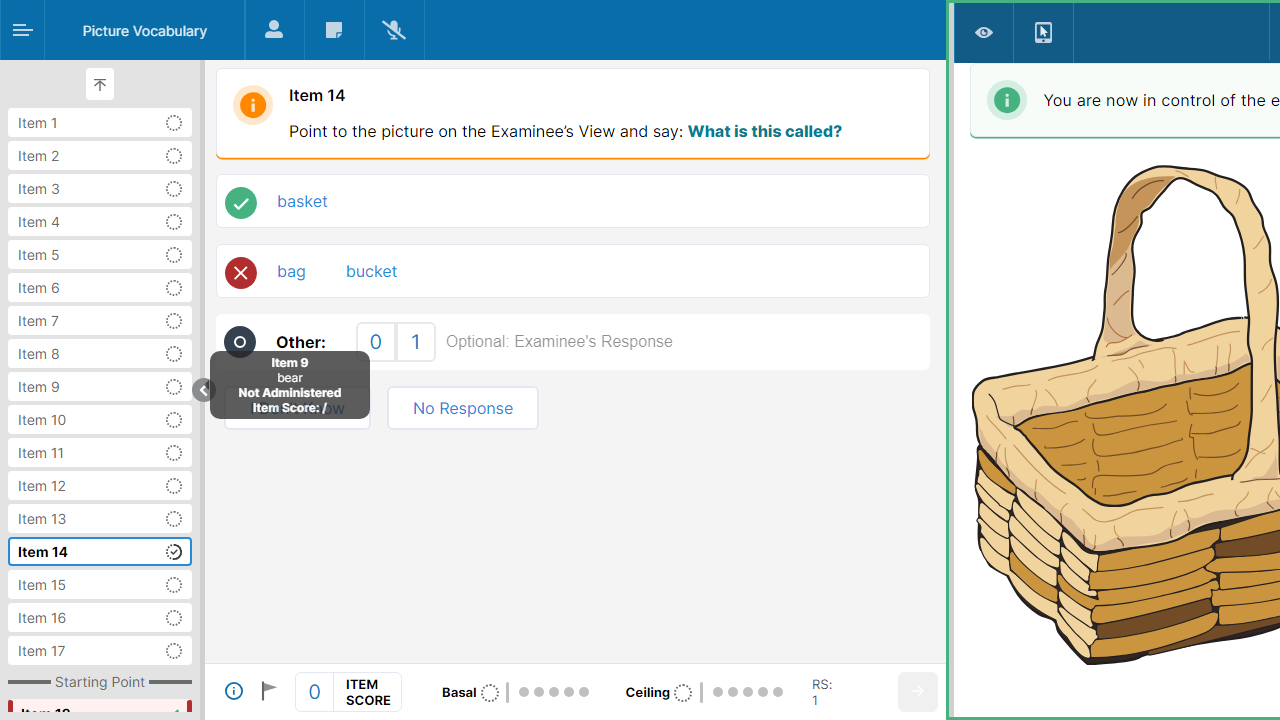 Picture Vocabulary
Item 1
Item 2
Item 3
Item 4
Item 5
Item 6
Item 7
Item 8
Item 9
Item 10
Item 11
Item 12
Item 13
Item 14
Item 15
Item 16
Item 17
Starting Point
Item 18
Item 14
Point to the picture on the Examinee's View and say: What is this called?
basket
bag bucket
Other: 0 1 Optional: Examinee's Response
Item 9
bear
Not Administered
Item Score: /
No Response
0 ITEM
SCORE
Basal
Ceiling
RS:
1
You are now in control of the e